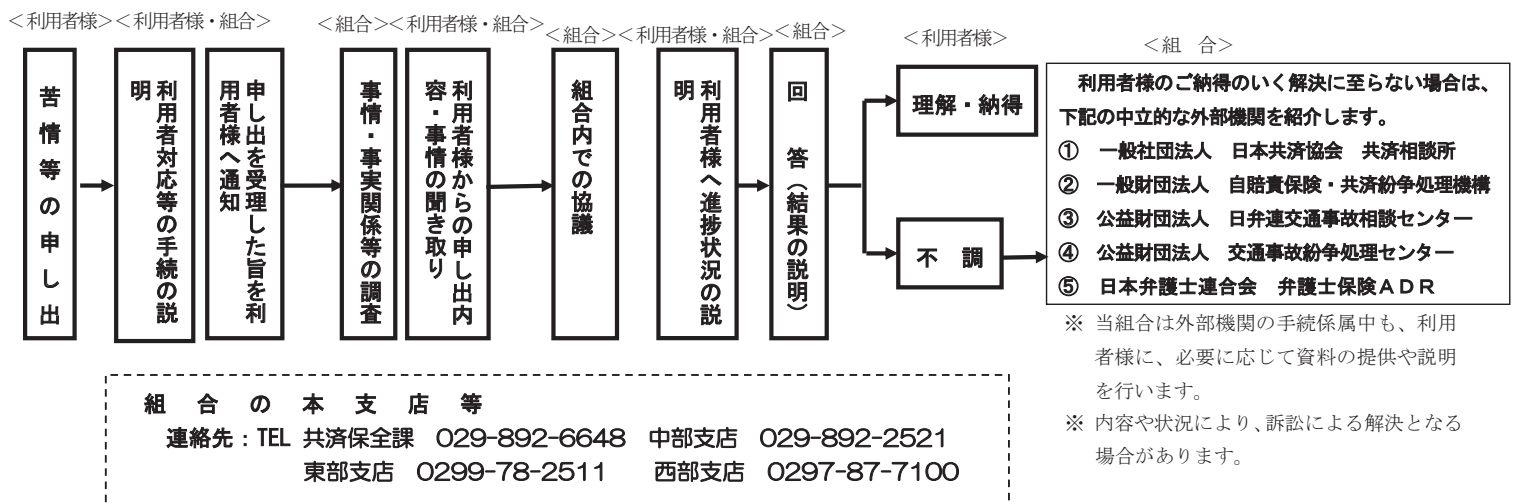 ＜利用者様＞
＜利用者様・組合＞
＜組合＞
＜利用者様・組合＞
＜組合＞
＜利用者様・組合＞
＜組合＞
＜利用者様＞
＜組　合＞
苦情等の申し出
利用者対応等の手続の説
明
申し出を受理した旨を利
用者様へ通知
事情・事実関係等の調査
利用者様からの申し出内
容・事情の聞き取り
組合内での協議
利用者様へ進捗状況の説
明
回　答（結果の説明）
理解・納得
不　調
利用者様のご納得のいく解決に至らない場合は、
下記の中立的な外部機関を紹介します。
①　一般社団法人　日本共済協会　共済相談所
②　一般財団法人　自賠責保険・共済紛争処理機構
③　公益財団法人　日弁連交通事故相談センター
④　公益財団法人　交通事故紛争処理センター
⑤　日本弁護士連合会　弁護士保険ＡＤＲ
※ 当組合は外部機関の手続係属中も、利用
者様に、必要に応じて資料の提供や説明
を行います。
※ 内容や状況により、訴訟による解決となる
場合があります。
組　合　の　本　支　店　等
連絡先：TEL 共済保全課　029-892-6648　中部支店　029-892-2521
東部支店　0299-78-2511　西部支店　0297-87-7100